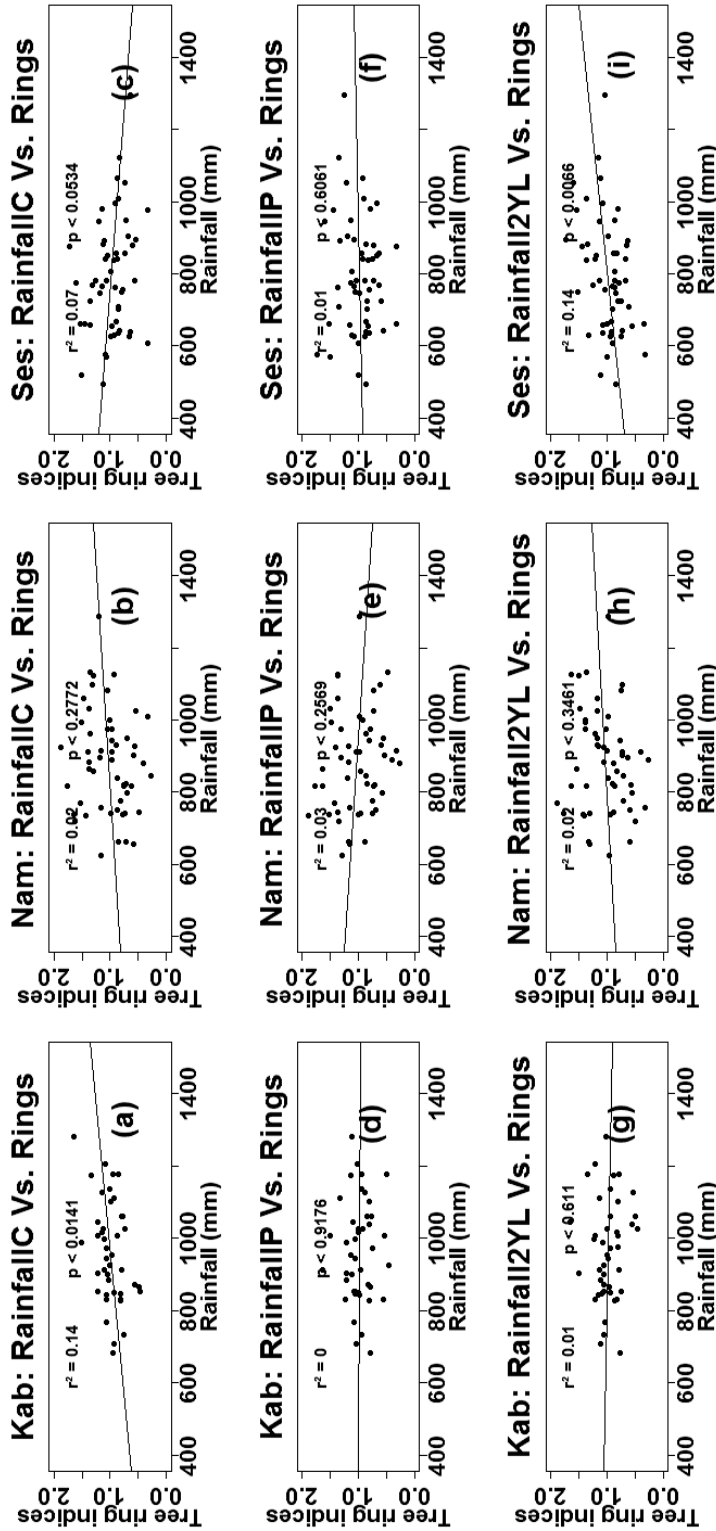 Kab: RainfallC Vs. Rings
r² = 0.14
p < 0.0141
(a)
Tree ring indices
2.0
1.0
0.0
400 600 800 1000 1400
Rainfall (mm)
Nam: RainfallC Vs. Rings
r² = 0.02
p < 0.2772
(b)
Tree ring indices
2.0
1.0
0.0
400 600 800 1000 1400
Rainfall (mm)
Ses: RainfallC Vs. Rings
r² = 0.07
p < 0.0534
(c)
Tree ring indices
2.0
1.0
0.0
400 600 800 1000 1400
Rainfall (mm)
Kab: RainfallP Vs. Rings
r² = 0
p < 0.9176
(d)
Tree ring indices
2.0
1.0
0.0
400 600 800 1000 1400
Rainfall (mm)
Nam: RainfallP Vs. Rings
r² = 0.03
p < 0.2569
(e)
Tree ring indices
2.0
1.0
0.0
400 600 800 1000 1400
Rainfall (mm)
Ses: RainfallP Vs. Rings
r² = 0.01
p < 0.6061
(f)
Tree ring indices
2.0
1.0
0.0
400 600 800 1000 1400
Rainfall (mm)
Kab: Rainfall2YL Vs. Rings
r² = 0.01
p < 0.611
(g)
Tree ring indices
2.0
1.0
0.0
400 600 800 1000 1400
Rainfall (mm)
Nam: Rainfall2YL Vs. Rings
r² = 0.02
p < 0.3461
(h)
Tree ring indices
2.0
1.0
0.0
400 600 800 1000 1400
Rainfall (mm)
Ses: Rainfall2YL Vs. Rings
r² = 0.14
p < 0.0066
(i)
Tree ring indices
2.0
1.0
0.0
400 600 800 1000 1400
Rainfall (mm)